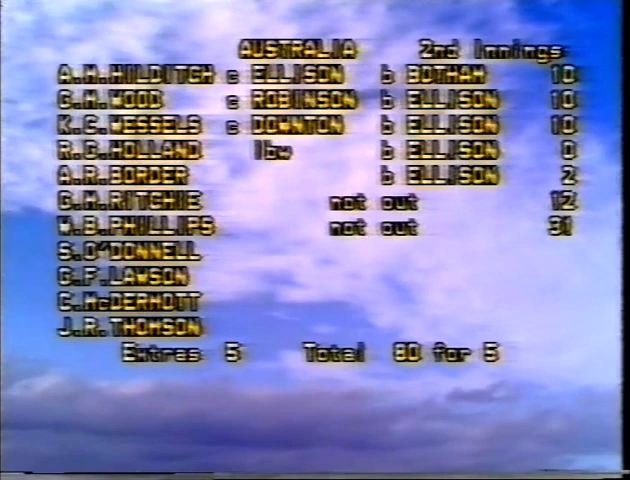 AUSTRALIA 2nd Innings
A.M.HILDITCH c ELLISON b BOTHAM 10
G.M.WOOD c ROBINSON b ELLISON 10
K.C.WESSELS c DOWNTON b ELLISON 10
R.G.HOLLAND lbw b ELLISON 0
A.R.BORDER b ELLISON 2
G.M.RITCHIE not out 12
W.B.PHILLIPS not out 31
S.O'DONNELL
G.F.LAWSON
C.McDERMOTT
J.R.THOMSON
Extras 5 Total 80 for 5